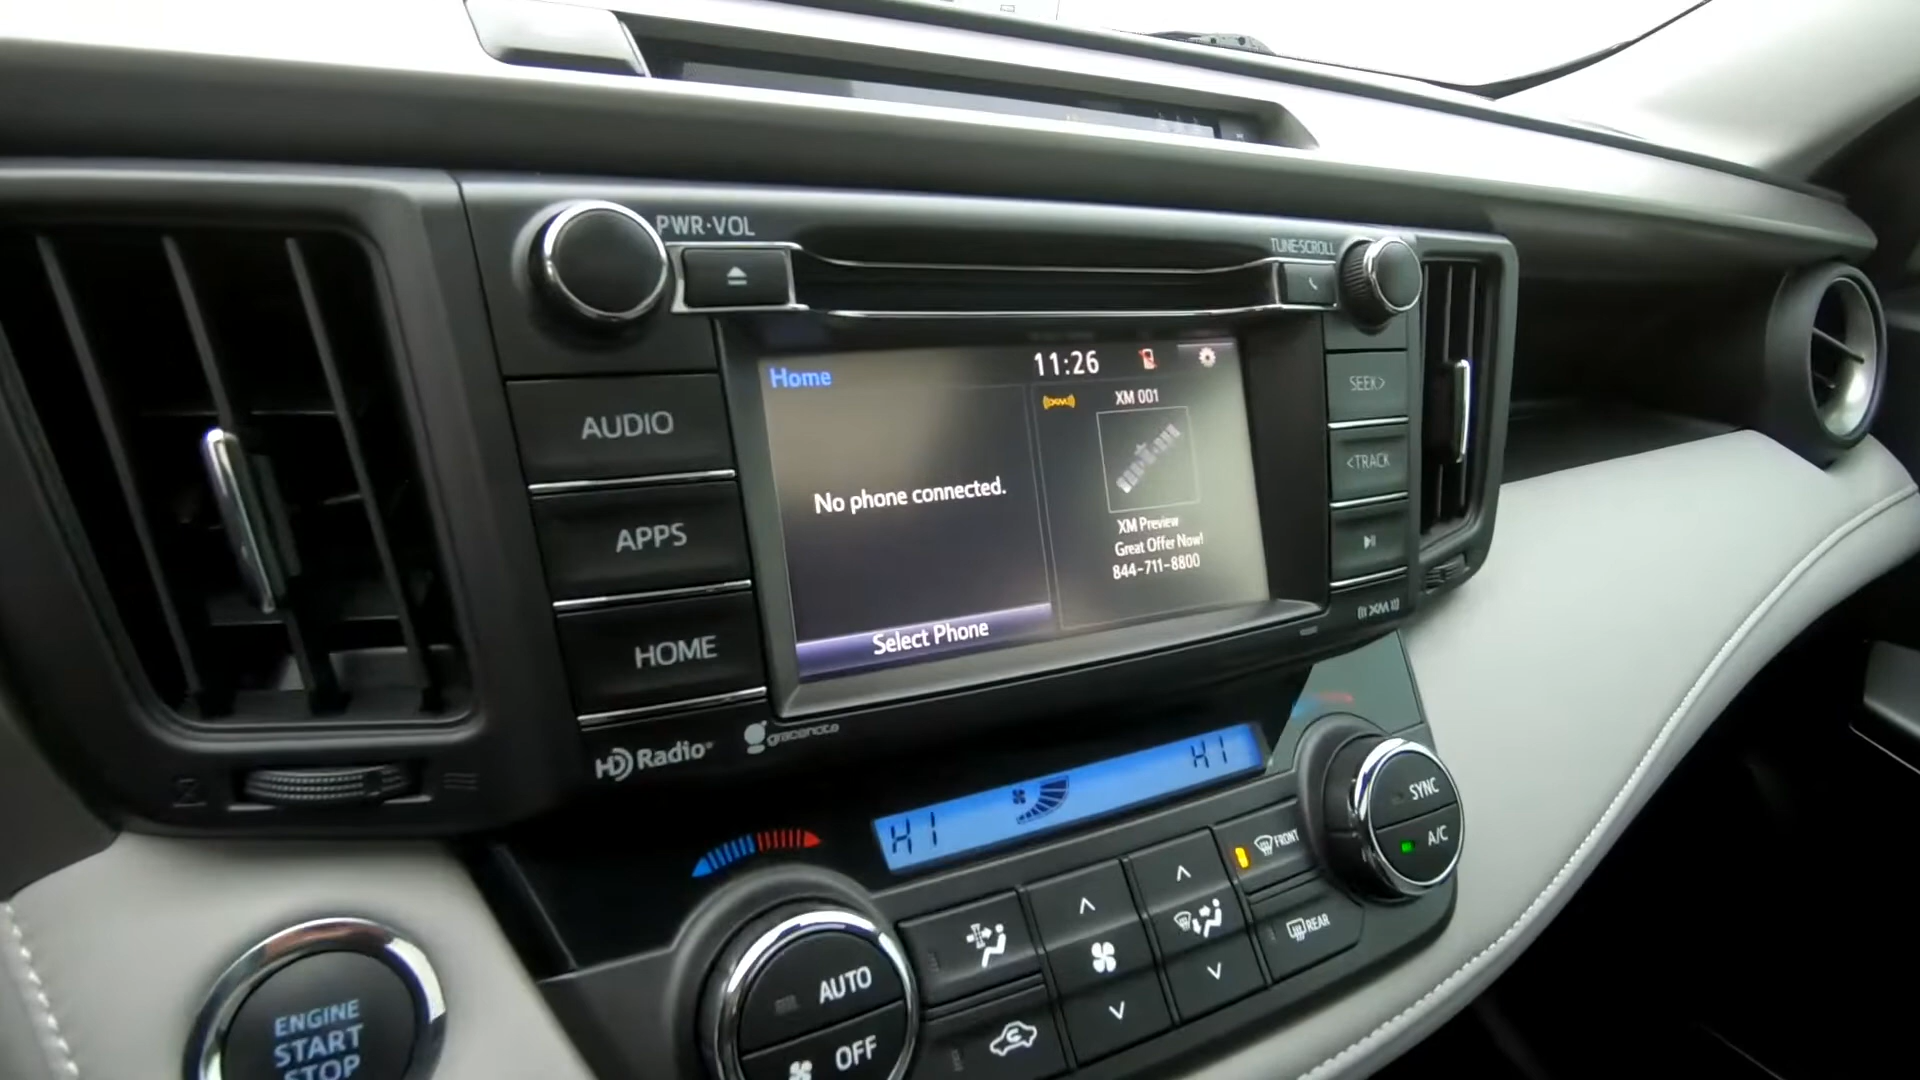 PWR·VOL
TUNE·SCROLL
AUDIO
APPS
HOME
Home
11:26
XM
XM 001
No phone connected.
XM Preview
Great Offer Now!
844-711-8800
Select Phone
SEEK>
<TRACK
XM
HD Radio
gracenote
HI
HI
SYNC
A/C
FRONT
REAR
AUTO
OFF
ENGINE
START
STOP